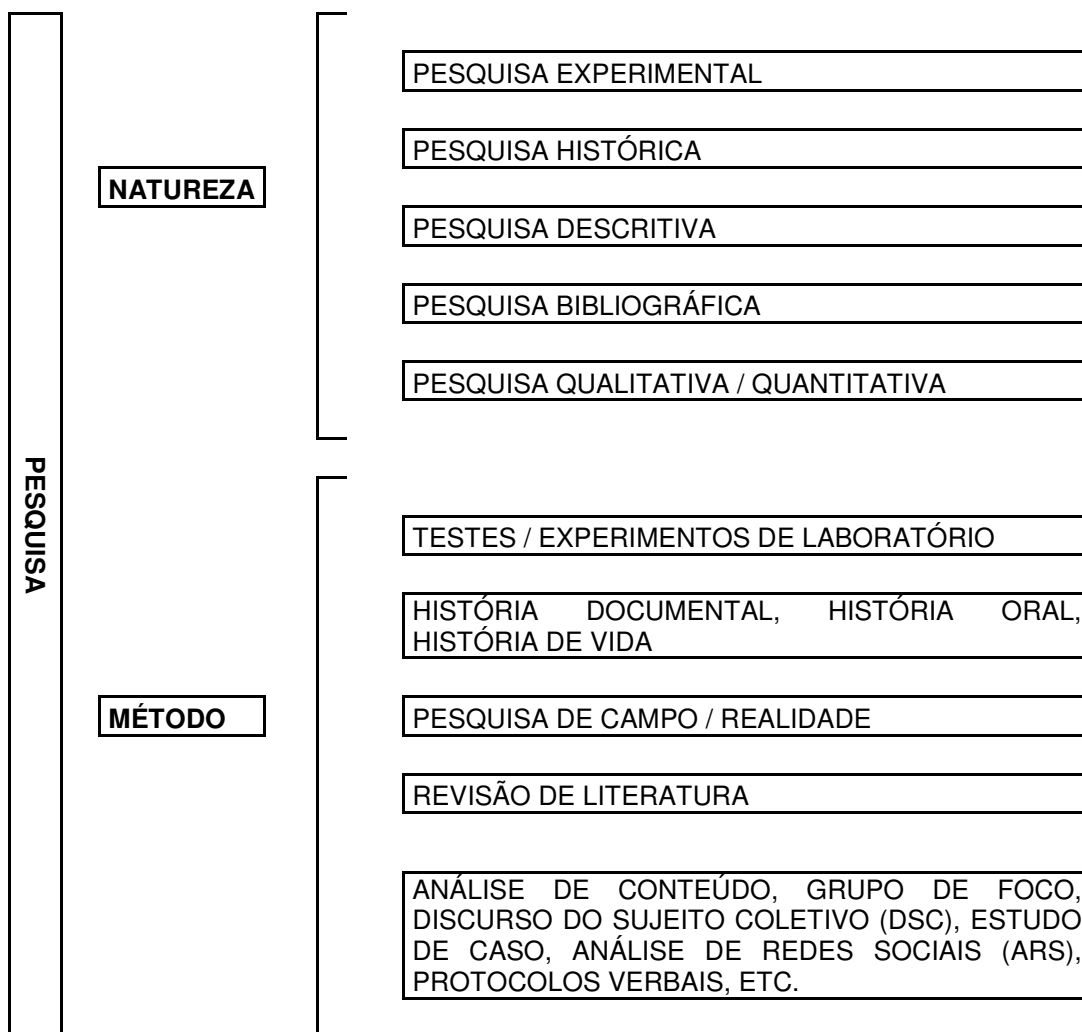 PESQUISA
NATUREZA
PESQUISA EXPERIMENTAL
PESQUISA HISTÓRICA
PESQUISA DESCRITIVA
PESQUISA BIBLIOGRÁFICA
PESQUISA QUALITATIVA / QUANTITATIVA
MÉTODO
TESTES / EXPERIMENTOS DE LABORATÓRIO
HISTÓRIA DOCUMENTAL, HISTÓRIA ORAL,
HISTÓRIA DE VIDA
PESQUISA DE CAMPO / REALIDADE
REVISÃO DE LITERATURA
ANÁLISE DE CONTEÚDO, GRUPO DE FOCO,
DISCURSO DO SUJEITO COLETIVO (DSC), ESTUDO
DE CASO, ANÁLISE DE REDES SOCIAIS (ARS),
PROTOCOLOS VERBAIS, ETC.